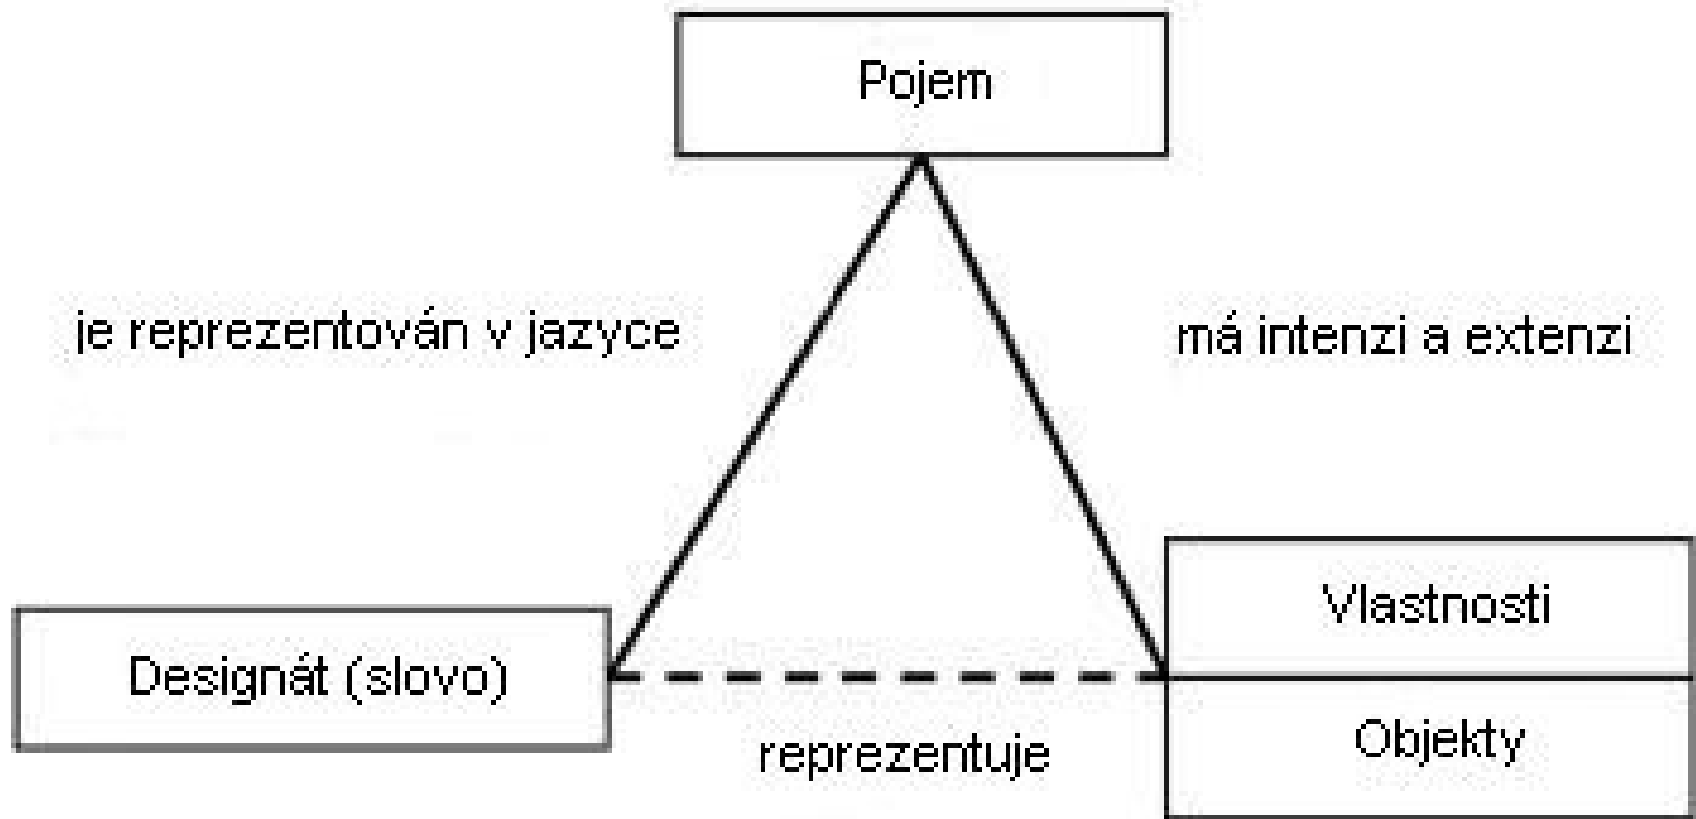 Pojem
je reprezentován v jazyce
má intenzi a extenzi
Vlastnosti
Designát (slovo)
Objekty
reprezentuje